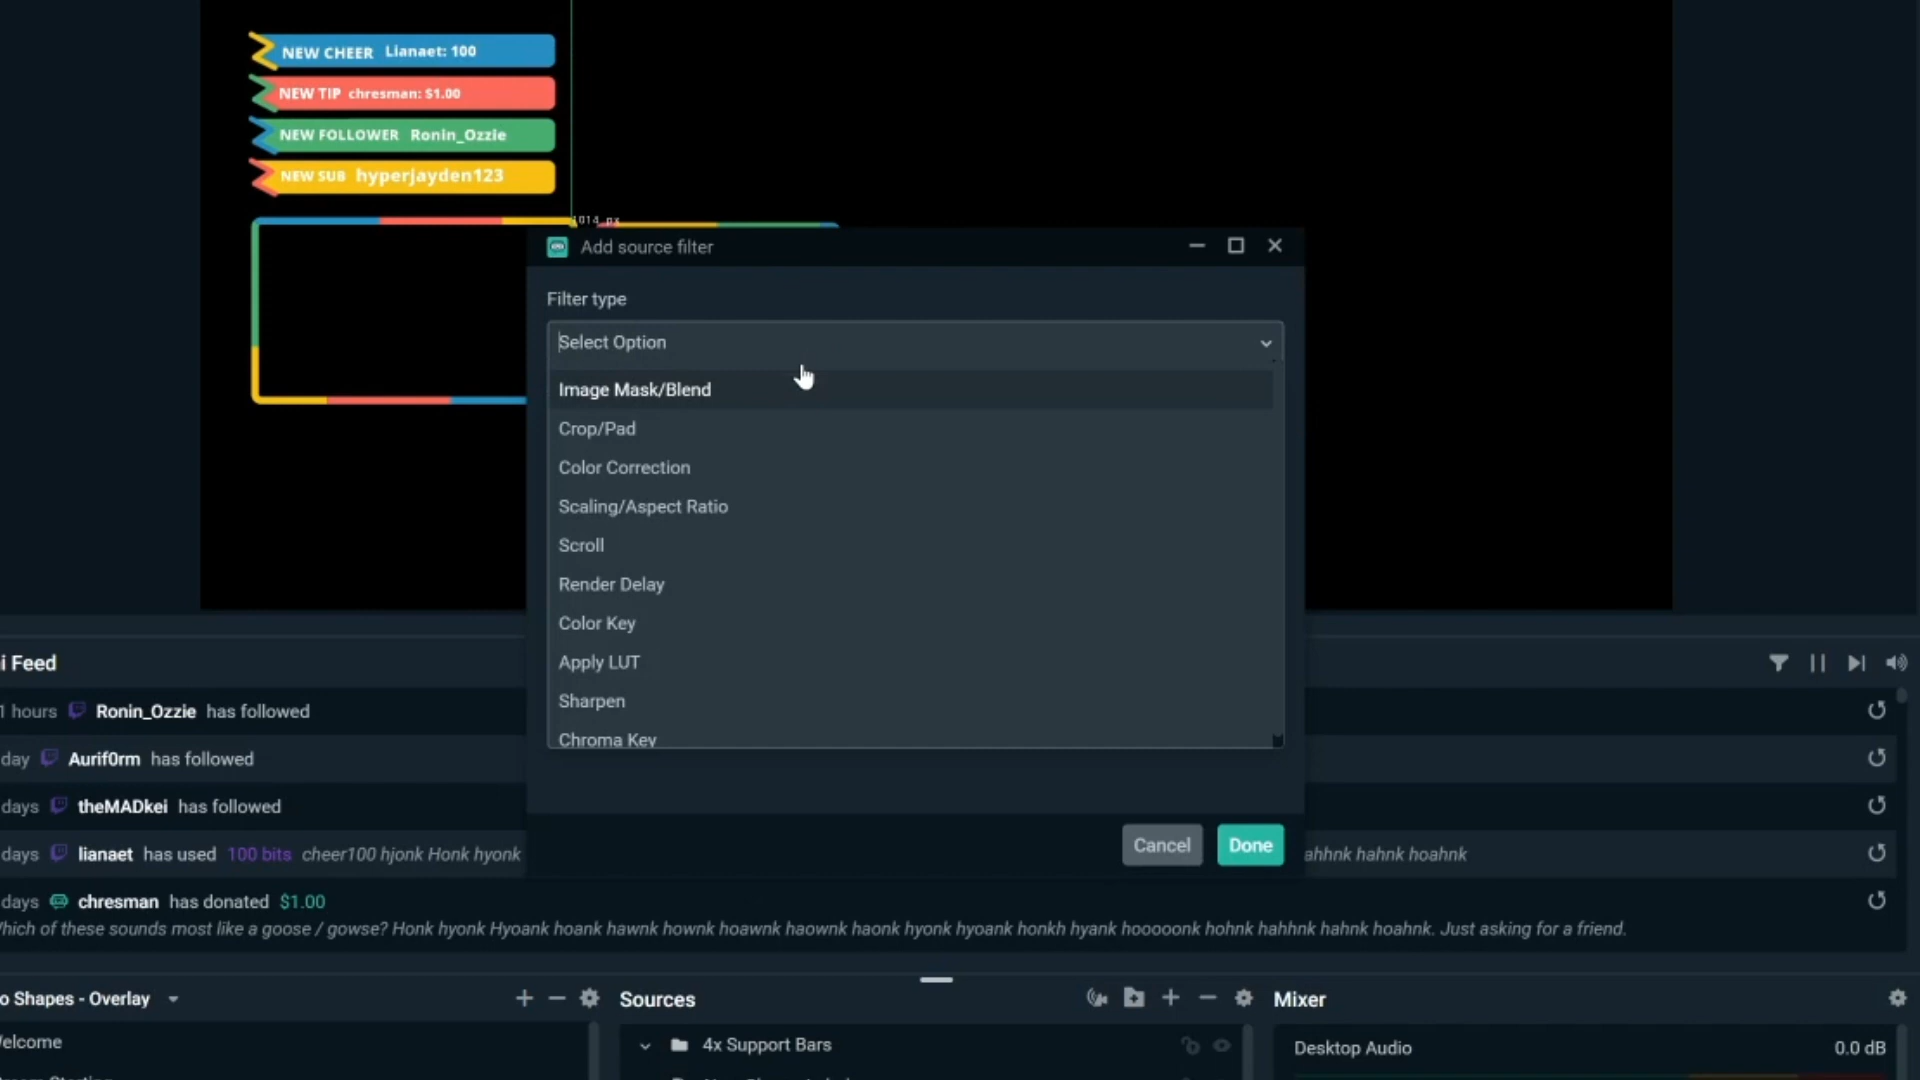 NEW CHEER Lianaet: 100
NEW TIP chresman: $1.00
NEW FOLLOWER Ronin_Ozzie
NEW SUB hyperjayden123
1014 px
Add source filter
Filter type
Select Option
Image Mask/Blend
Crop/Pad
Color Correction
Scaling/Aspect Ratio
Scroll
Render Delay
Color Key
Apply LUT
Sharpen
Chroma Key
Cancel Done
i Feed
1 hours Ronin_Ozzie has followed
day Aurif0rm has followed
days theMADkei has followed
days lianaet has used 100 bits cheer100 hjonk Honk hyonk ahhnk hahnk hoahnk
days chresman has donated $1.00
hich of these sounds most like a goose / gowse? Honk hyonk Hyoank hoank hawnk hownk hoawnk haownk haonk hyonk hyoank honkh hyank hooooonk hohnk hahhnk hahnk hoahnk. Just asking for a friend.
o Shapes - Overlay
Sources
Mixer
elcome
4x Support Bars
Desktop Audio 0.0 dB